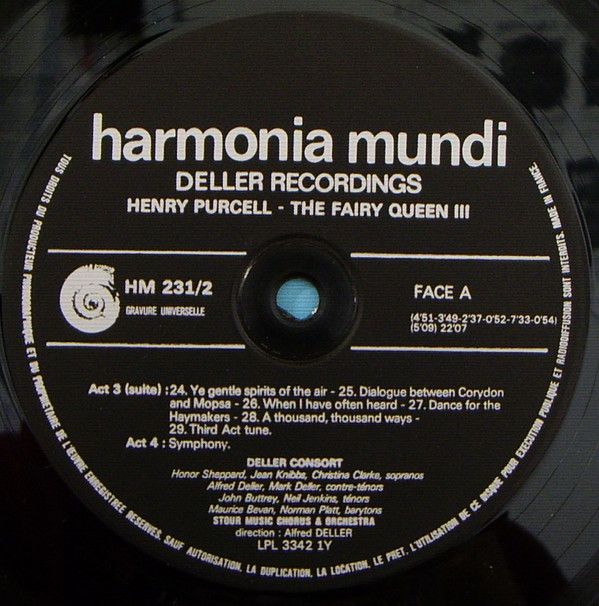 harmonia mundi
DELLER RECORDINGS
HENRY PURCELL - THE FAIRY QUEEN III
HM 231/2
GRAVURE UNIVERSELLE
FACE A
(4'51-3'49-2'37-0'52-7'33-0'54)
(5'09) 22'07
Act 3 (suite) : 24. Ye gentle spirits of the air - 25. Dialogue between Corydon
and Mopsa - 26. When I have often heard - 27. Dance for the
Haymakers - 28. A thousand, thousand ways -
29. Third Act tune.
Act 4 : Symphony.
DELLER CONSORT
Honor Sheppard, Jean Knibbs, Christina Clarke, sopranos
Alfred Deller, Mark Deller, contre-ténors
John Buttrey, Neil Jenkins, ténors
Maurice Bevan, Norman Platt, barytons
STOUR MUSIC CHORUS & ORCHESTRA
direction : Alfred DELLER
LPL 3342 1Y
TOUS DROITS DU PRODUCTEUR PHONOGRAPHIQUE ET DU PROPRIETAIRE DE L'ŒUVRE ENREGISTREE RESERVES. SAUF AUTORISATION, LA DUPLICATION, LA LOCATION, LE PRET, L'UTILISATION DE CE DISQUE POUR EXECUTION PUBLIQUE ET RADIODIFFUSION SONT INTERDITS. MADE IN FRANCE.